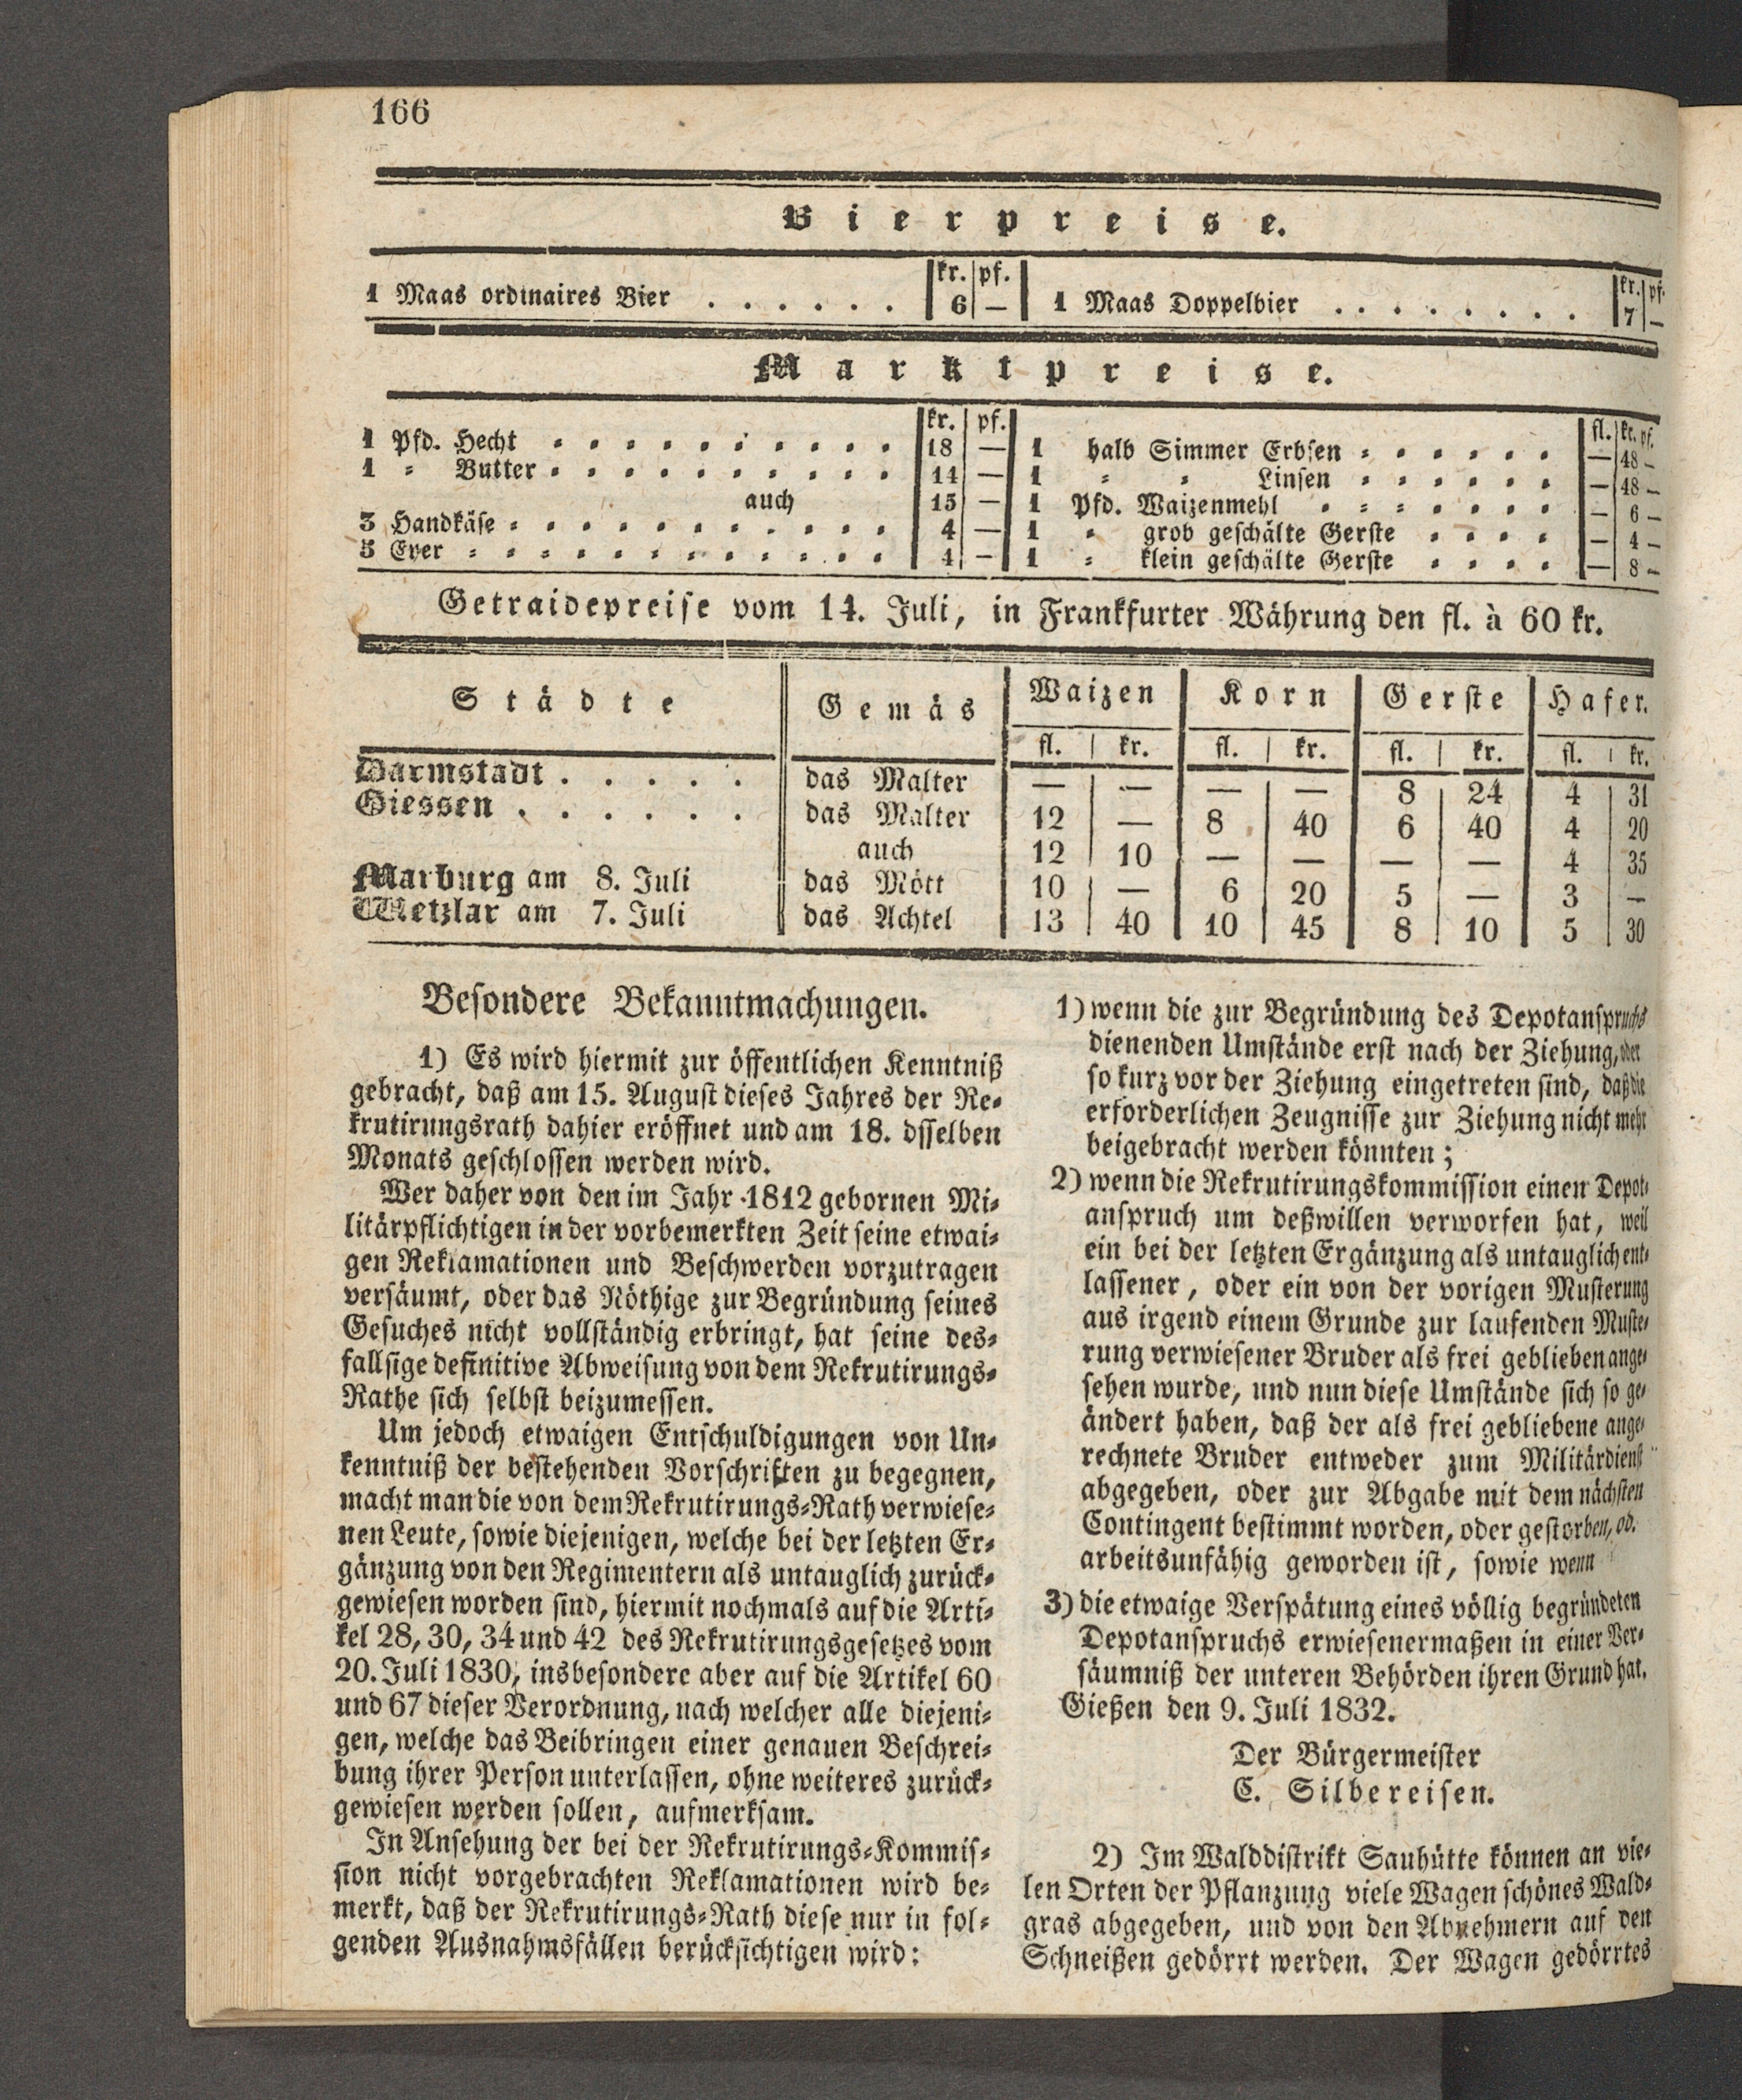 166
Bierpreise.
kr. pf. kr. pf.
1 Maas ordinaires Bier . . . . . . 6 — 1 Maas Doppelbier . . . . . . . . 7 —
Marktpreise.
kr. pf. fl. kr. pf.
1 Pfd. Hecht 18 — 1 halb Simmer Erbsen — 48 —
1 = Butter 14 — 1 = = Linsen — 48 —
auch 15 — 1 Pfd. Waizenmehl — 6 —
3 Handkäse 4 — 1 = grob geschälte Gerste — 4 —
5 Eyer 4 — 1 = klein geschälte Gerste — 8 —
Getraidepreise vom 14. Juli, in Frankfurter Währung den fl. à 60 kr.
Städte Gemäs Waizen Korn Gerste Hafer.
fl. kr. fl. kr. fl. kr. fl. kr.
Darmstadt . . . . . das Malter — — — — 8 24 4 31
Giessen . . . . . . das Malter 12 — 8 40 6 40 4 20
auch 12 10 — — — — 4 35
Marburg am 8. Juli das Mött 10 — 6 20 5 — 3 —
Wetzlar am 7. Juli das Achtel 13 40 10 45 8 10 5 30
Besondere Bekanntmachungen.
1) Es wird hiermit zur öffentlichen Kenntniß
gebracht, daß am 15. August dieses Jahres der Re=
krutirungsrath dahier eröffnet und am 18. dsselben
Monats geschlossen werden wird.
Wer daher von den im Jahr 1812 gebornen Mi=
litärpflichtigen in der vorbemerkten Zeit seine etwai=
gen Reklamationen und Beschwerden vorzutragen
versäumt, oder das Nöthige zur Begründung seines
Gesuches nicht vollständig erbringt, hat seine des=
fallsige definitive Abweisung von dem Rekrutirungs=
Rathe sich selbst beizumessen.
Um jedoch etwaigen Entschuldigungen von Un=
kenntniß der bestehenden Vorschriften zu begegnen,
macht man die von dem Rekrutirungs=Rath verwiese=
nen Leute, sowie diejenigen, welche bei der letzten Er=
gänzung von den Regimentern als untauglich zurück=
gewiesen worden sind, hiermit nochmals auf die Arti=
kel 28, 30, 34 und 42 des Rekrutirungsgesetzes vom
20. Juli 1830, insbesondere aber auf die Artikel 60
und 67 dieser Verordnung, nach welcher alle diejeni=
gen, welche das Beibringen einer genauen Beschrei=
bung ihrer Person unterlassen, ohne weiteres zurück=
gewiesen werden sollen, aufmerksam.
In Ansehung der bei der Rekrutirungs=Kommis=
sion nicht vorgebrachten Reklamationen wird be=
merkt, daß der Rekrutirungs=Rath diese nur in fol=
genden Ausnahmsfällen berücksichtigen wird:
1) wenn die zur Begründung des Depotanspruchs
dienenden Umstände erst nach der Ziehung, oder
so kurz vor der Ziehung eingetreten sind, daß die
erforderlichen Zeugnisse zur Ziehung nicht mehr
beigebracht werden könnten;
2) wenn die Rekrutirungskommission einen Depot=
anspruch um deßwillen verworfen hat, weil
ein bei der letzten Ergänzung als untauglich ent=
lassener, oder ein von der vorigen Musterung
aus irgend einem Grunde zur laufenden Muste=
rung verwiesener Bruder als frei geblieben ange=
sehen wurde, und nun diese Umstände sich so ge=
ändert haben, daß der als frei gebliebene ange=
rechnete Bruder entweder zum Militärdienst
abgegeben, oder zur Abgabe mit dem nächsten
Contingent bestimmt worden, oder gestorben, od.
arbeitsunfähig geworden ist, sowie wenn
3) die etwaige Verspätung eines völlig begründeten
Depotanspruchs erwiesenermaßen in einer Ver=
säumniß der unteren Behörden ihren Grund hat.
Gießen den 9. Juli 1832.
Der Bürgermeister
C. Silbereisen.
2) Im Walddistrikt Sauhütte können an vie=
len Orten der Pflanzung viele Wagen schönes Wald=
gras abgegeben, und von den Abnehmern auf den
Schneißen gedörrt werden. Der Wagen gedörrtes